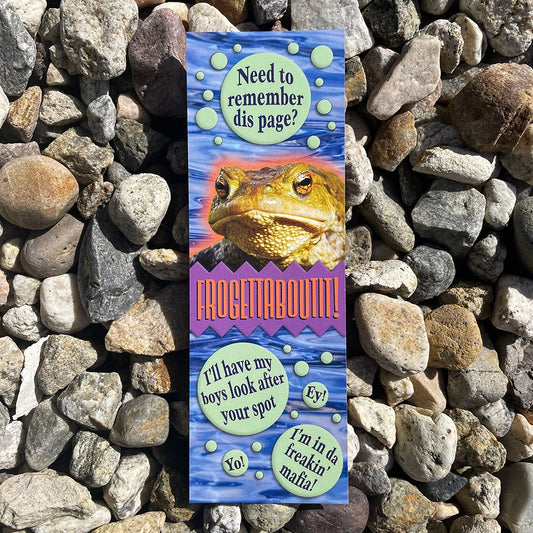 Need to
remember
dis page?
FROGETTABOUTIT!
I'll have my
boys look after
your spot
Ey!
Yo!
I'm in da
freakin'
mafia!